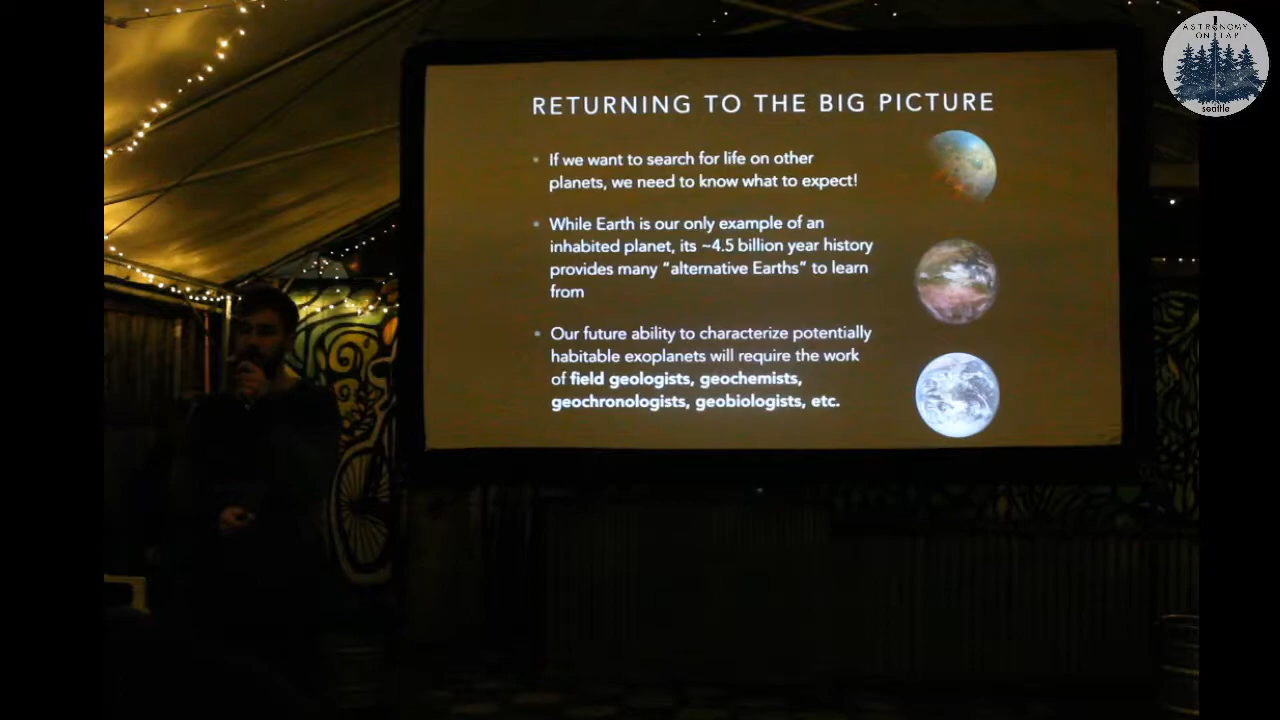 ASTRONOMY
ON TAP
seattle
RETURNING TO THE BIG PICTURE
If we want to search for life on other
planets, we need to know what to expect!
While Earth is our only example of an
inhabited planet, its ~4.5 billion year history
provides many “alternative Earths” to learn
from
Our future ability to characterize potentially
habitable exoplanets will require the work
of field geologists, geochemists,
geochronologists, geobiologists, etc.